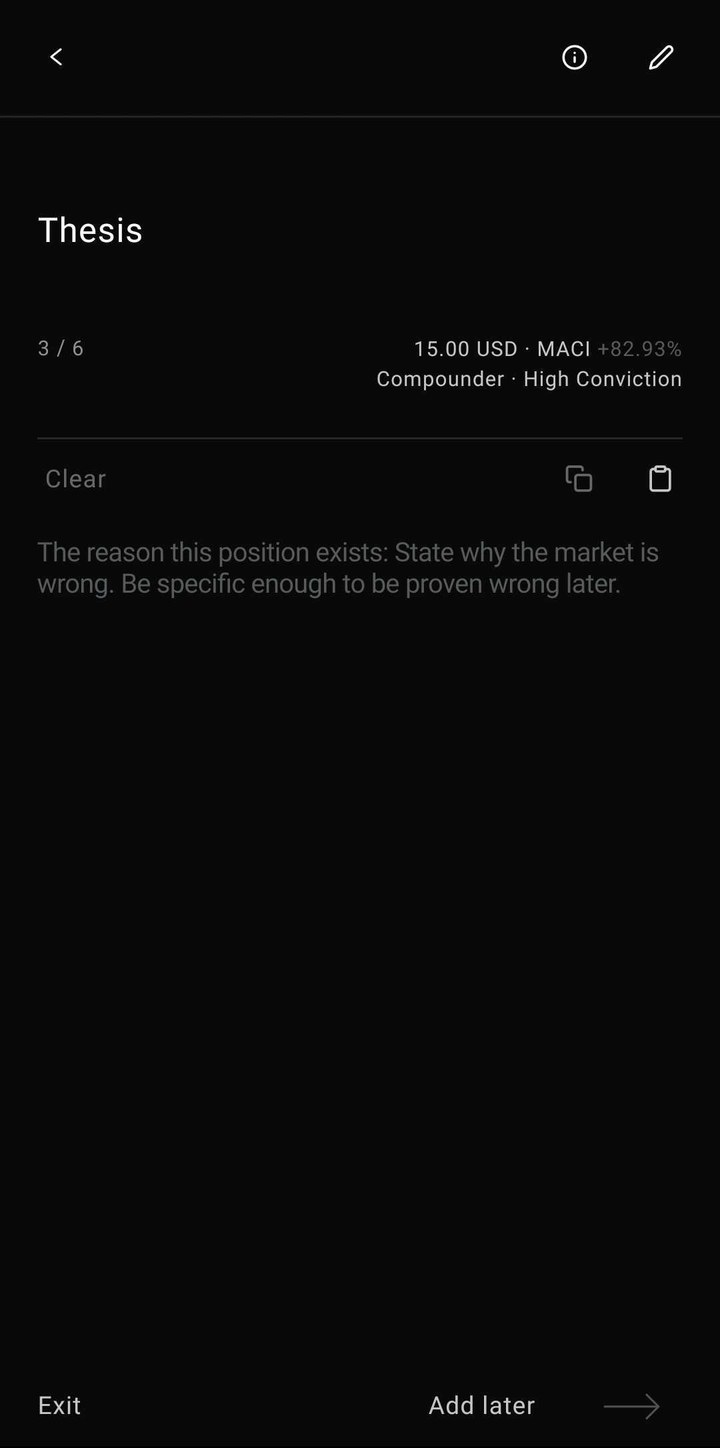 Thesis
3 / 6
15.00 USD · MACI +82.93%
Compounder · High Conviction
Clear
The reason this position exists: State why the market is
wrong. Be specific enough to be proven wrong later.
Exit
Add later